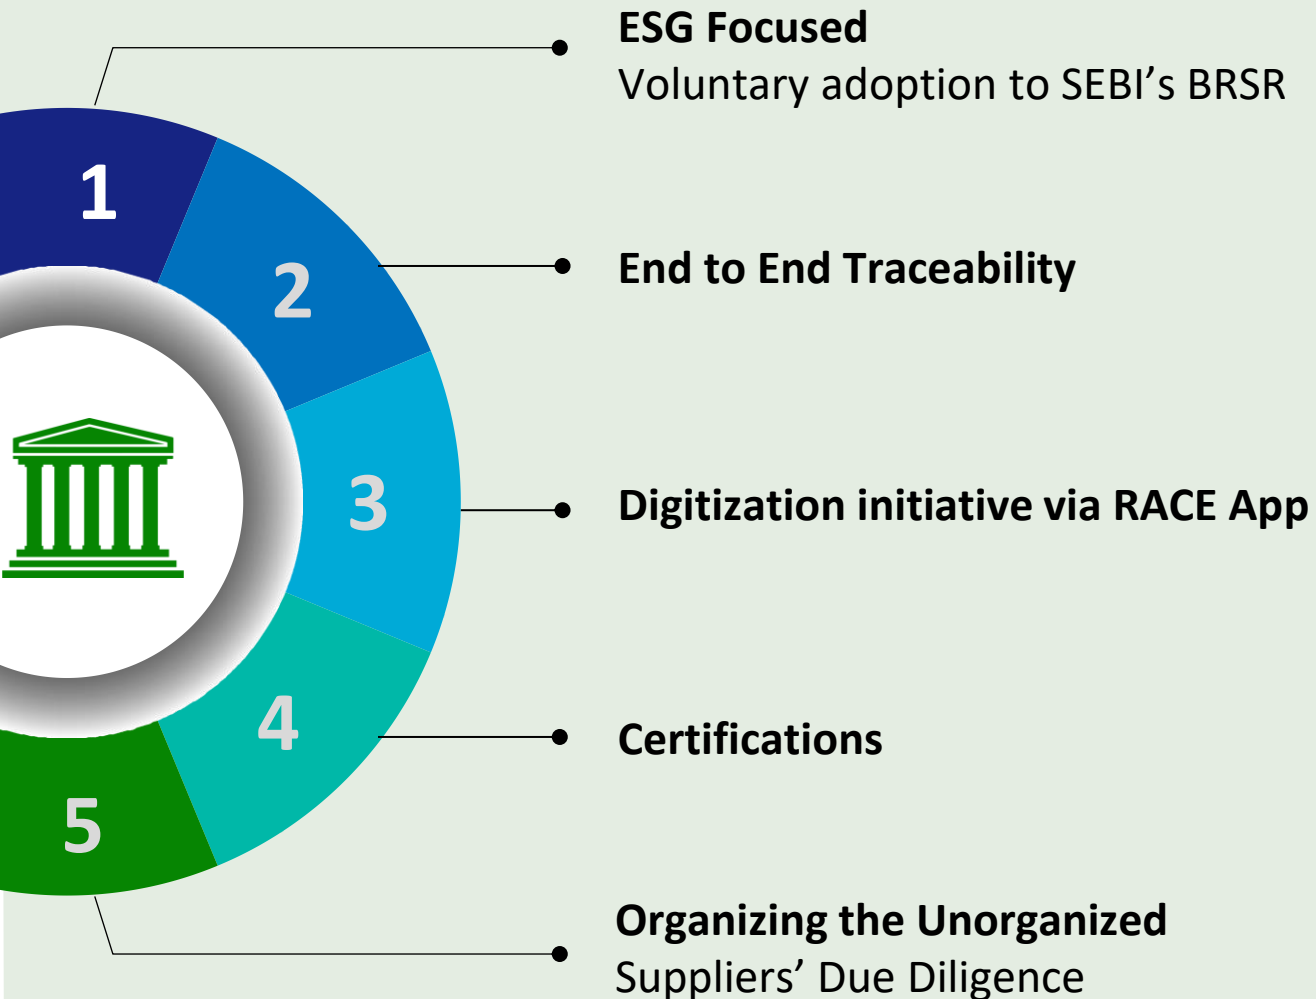 ESG Focused
Voluntary adoption to SEBI’s BRSR
1
2
End to End Traceability
3
Digitization initiative via RACE App
4
Certifications
5
Organizing the Unorganized
Suppliers’ Due Diligence